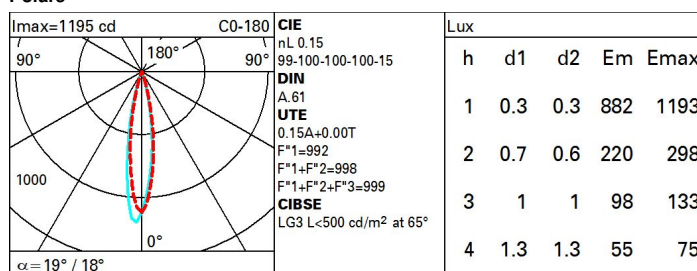 Imax=1195 cd C0-180
90° 180° 90°
1000
0°
α=19° / 18°
CIE
nL 0.15
99-100-100-100-15
DIN
A.61
UTE
0.15A+0.00T
F"1=992
F"1+F"2=998
F"1+F"2+F"3=999
CIBSE
LG3 L<500 cd/m² at 65°
Lux
h d1 d2 Em Emax
1 0.3 0.3 882 1193
2 0.7 0.6 220 298
3 1 1 98 133
4 1.3 1.3 55 75